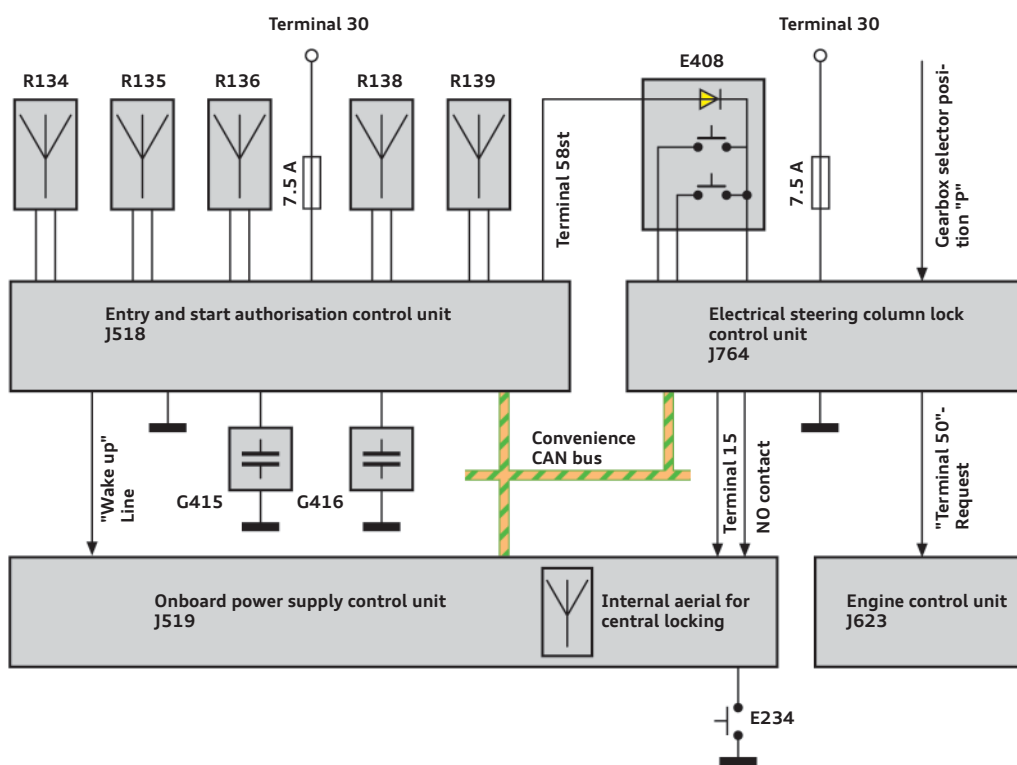 Terminal 30
Terminal 30
E408
R134
R135
R136
R138
R139
7.5 A
Terminal 58st
7.5 A
Gearbox selector posi-
tion "P"
Entry and start authorisation control unit
J518
Electrical steering column lock
control unit
J764
"Wake up"
Line
G415
G416
Convenience
CAN bus
Terminal 15
NO contact
"Terminal 50"-
Request
Onboard power supply control unit
J519
Internal aerial for
central locking
Engine control unit
J623
E234